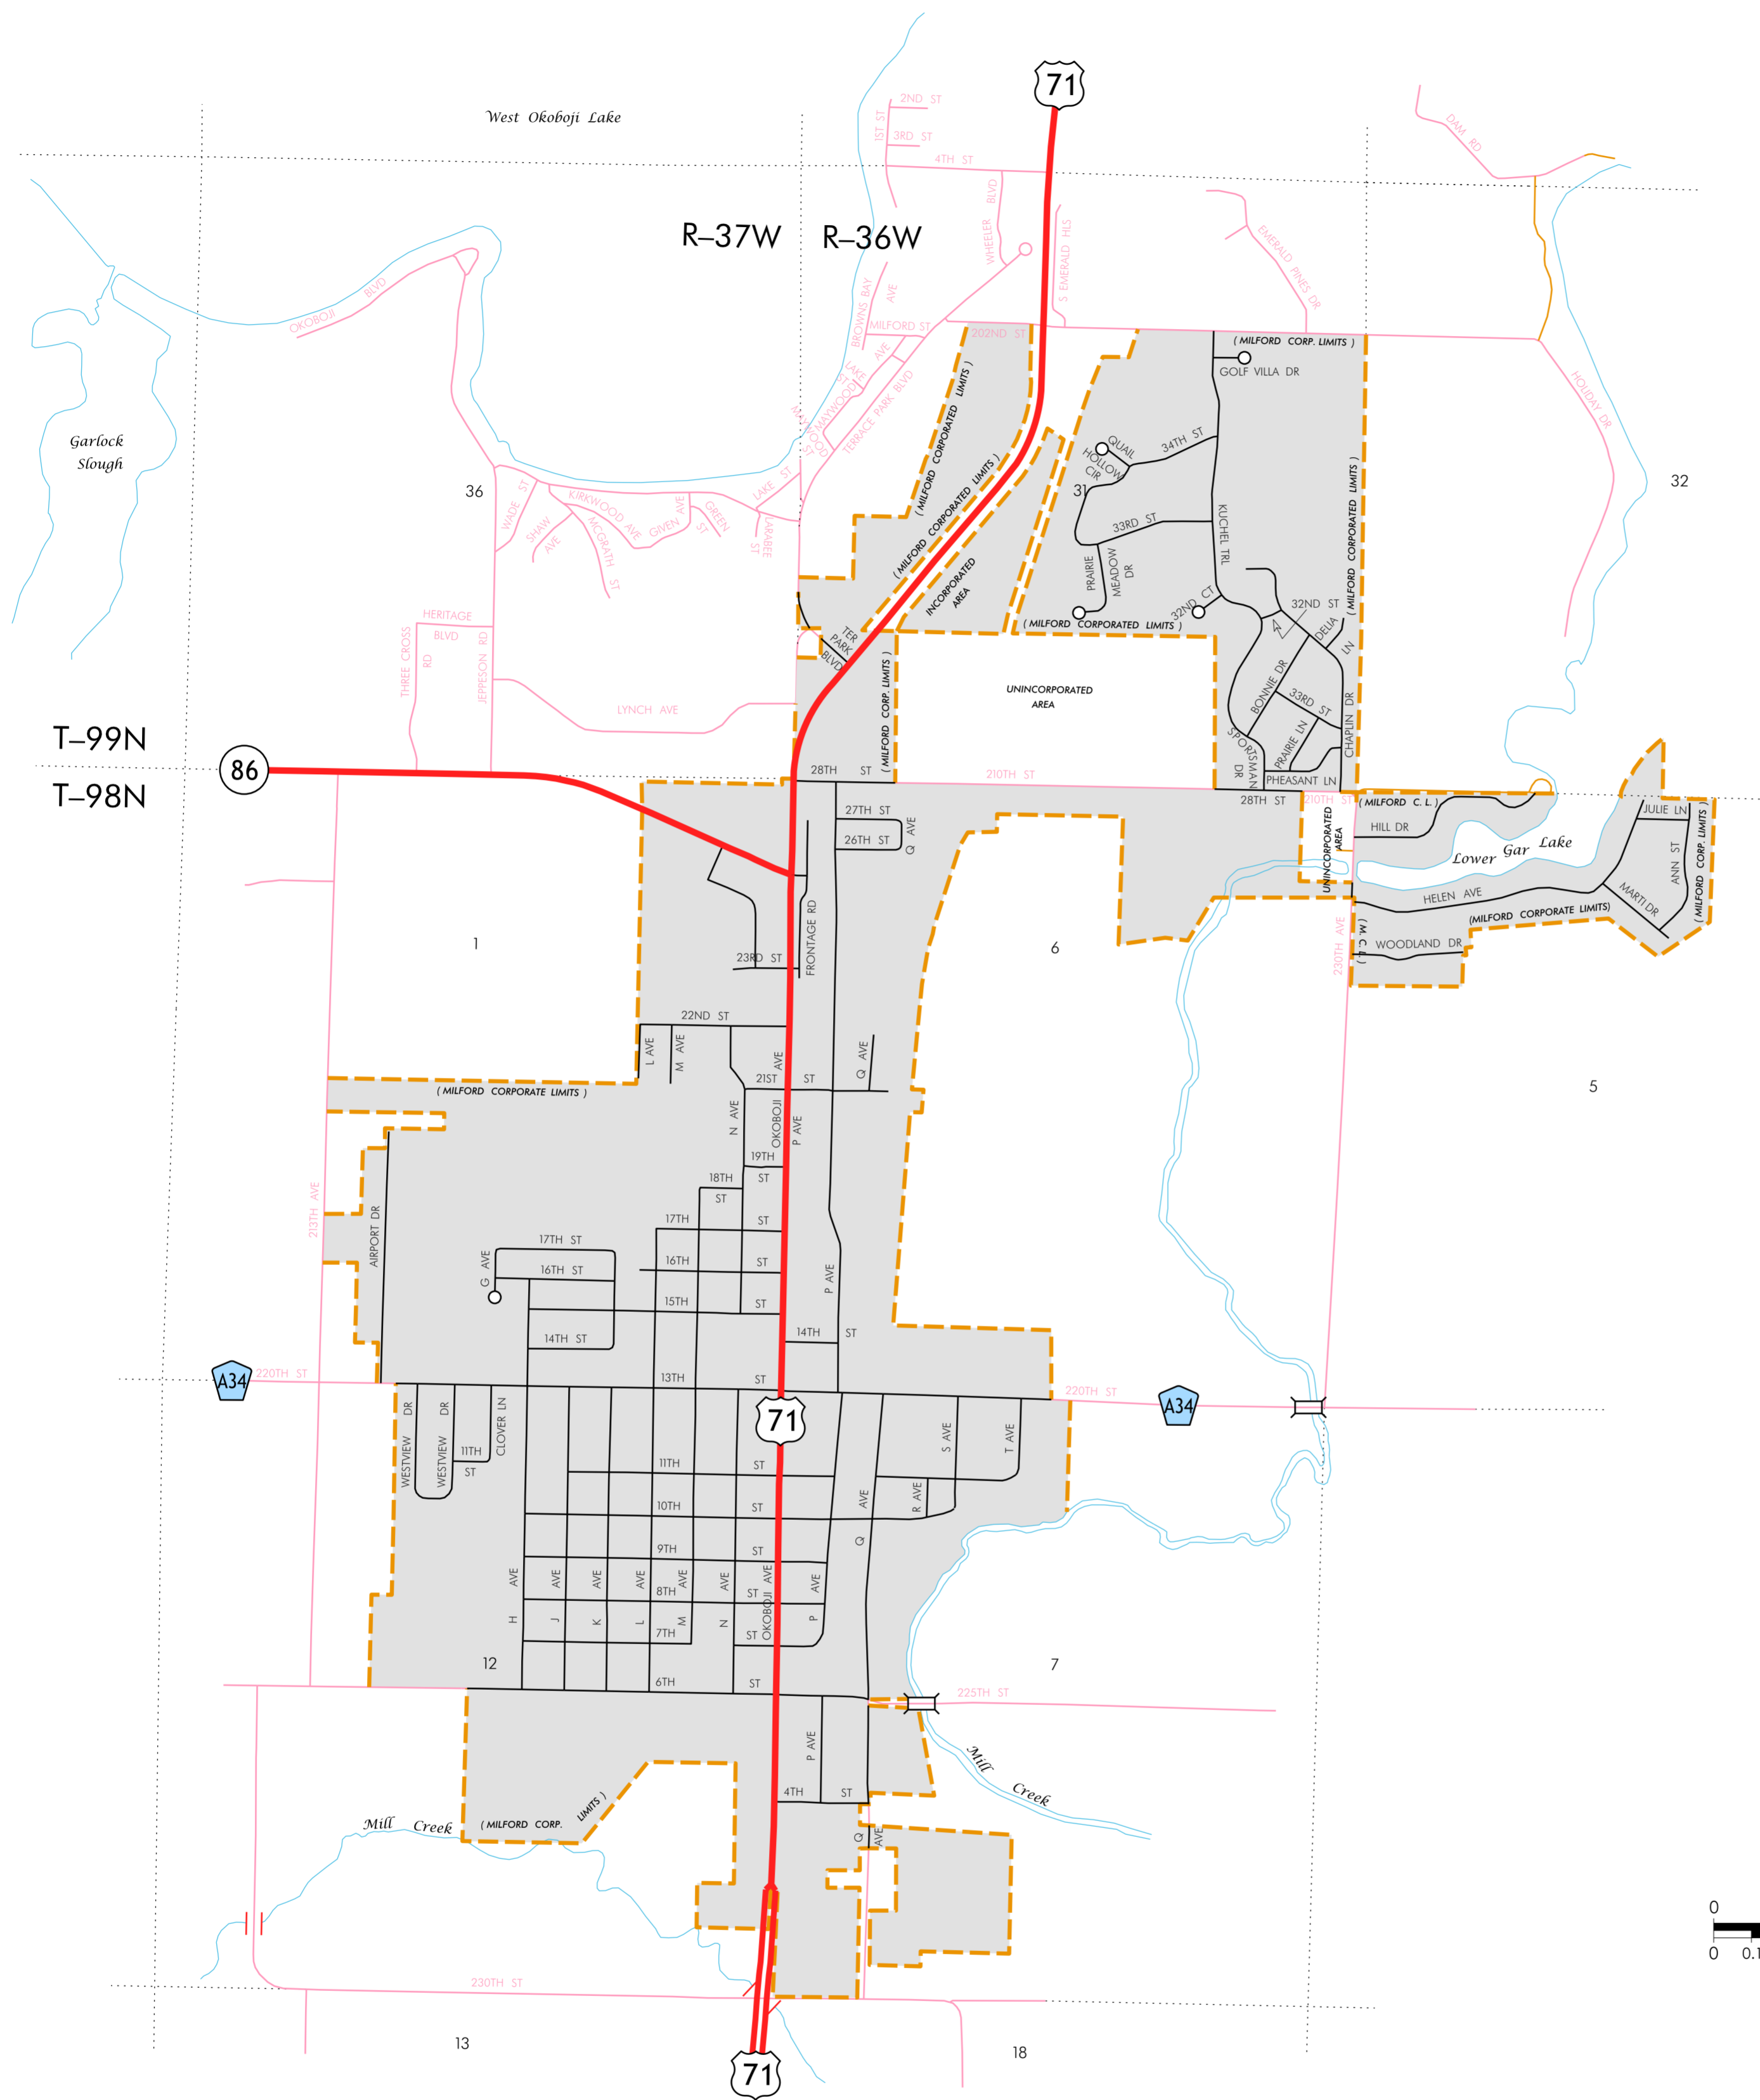 71
West Okoboji Lake
2ND ST
1ST ST
3RD ST
4TH ST
DAM RD
R–37W
R–36W
WHEELER BLVD
S EMERALD HLS
EMERALD PINES DR
OKOBOJI BLVD
BROWNS BAY
AVE
MILFORD ST
202ND ST
( MILFORD CORP. LIMITS )
GOLF VILLA DR
HOLIDAY DR
LAKE
ST
MAYWOOD
AVE
MAYWOOD
ST
TERRACE PARK BLVD
( MILFORD CORPORATED LIMITS )
( MILFORD CORPORATED LIMITS )
Garlock
Slough
QUAIL
HOLLOW
CIR
34TH ST
36
31
32
WADE ST
SHAW
AVE
KIRKWOOD AVE
MCGRATH ST
GIVEN AVE
GREEN
ST
LAKE ST
LARABEE
ST
33RD ST
KUCHEL TRL
( MILFORD CORPORATED LIMITS )
INCORPORATED
AREA
PRAIRIE
MEADOW
DR
32ND CT
32ND ST
DELIA
LN
( MILFORD CORPORATED LIMITS )
HERITAGE
BLVD
THREE CROSS
RD
JEPPESON RD
TER
PARK
BLVD
( MILFORD CORP. LIMITS )
UNINCORPORATED
AREA
BONNIE DR
33RD ST
PRAIRIE LN
CHAPLIN DR
SPORTSMAN
DR
PHEASANT LN
LYNCH AVE
T–99N
86
T–98N
28TH ST
210TH ST
28TH ST
210TH ST
( MILFORD C. L. )
HILL DR
JULIE LN
27TH ST
26TH ST
Q AVE
UNINCORPORATED
AREA
Lower Gar Lake
ANN ST
( MILFORD CORP. LIMITS )
HELEN AVE
MARTI DR
(MILFORD CORPORATE LIMITS)
1
23RD ST
FRONTAGE RD
6
230TH AVE
( M. C. L. )
WOODLAND DR
22ND ST
L AVE
M AVE
Q AVE
5
21ST ST
( MILFORD CORPORATE LIMITS )
N AVE
OKOBOJI AVE
P AVE
19TH
ST
18TH
ST
213TH AVE
AIRPORT DR
17TH ST
17TH ST
G AVE
16TH ST
16TH ST
P AVE
15TH ST
14TH ST
14TH ST
A34
220TH ST
13TH ST
220TH ST
A34
71
WESTVIEW DR
WESTVIEW DR
11TH
ST
CLOVER LN
11TH ST
S AVE
T AVE
10TH ST
R AVE
Q AVE
9TH ST
H AVE
J AVE
K AVE
L AVE
M AVE
N AVE
OKOBOJI AVE
P AVE
8TH ST
7TH ST
12
6TH ST
7
225TH ST
P AVE
Mill Creek
4TH ST
Mill Creek
( MILFORD CORP. LIMITS )
Q
AVE
0
0 0.1
230TH ST
13
71
18